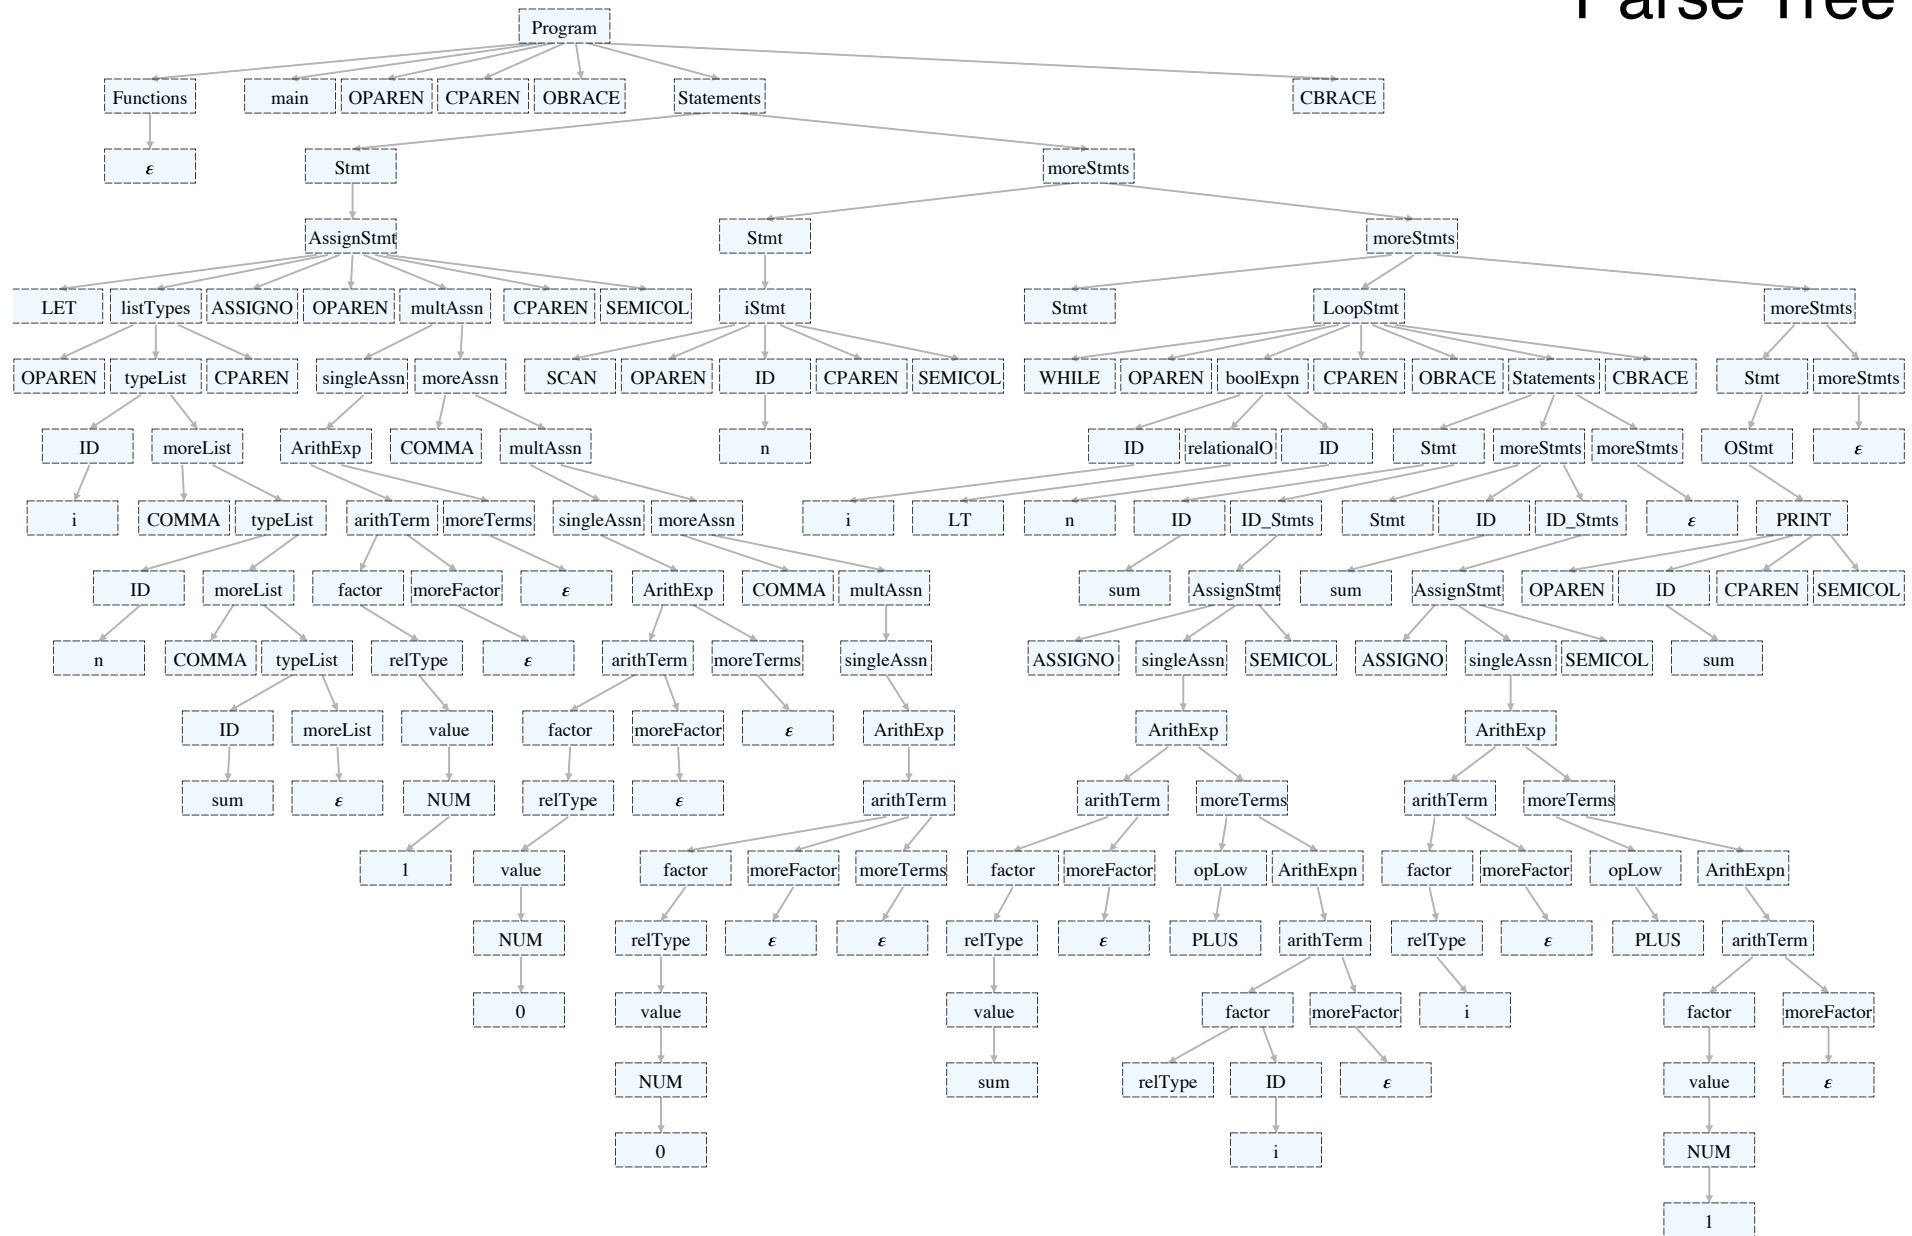 Parse Tree
Program
Functions main OPAREN CPAREN OBRACE Statements CBRACE
ε Stmt moreStmts
AssignStmt Stmt moreStmts
LET listTypes ASSIGNO OPAREN multAssn CPAREN SEMICOL iStmt Stmt LoopStmt moreStmts
OPAREN typeList CPAREN singleAssn moreAssn SCAN OPAREN ID CPAREN SEMICOL WHILE OPAREN boolExpn CPAREN OBRACE Statements CBRACE Stmt moreStmts
ID moreList ArithExp COMMA multAssn n ID relationalO ID Stmt moreStmts moreStmts OStmt ε
i COMMA typeList arithTerm moreTerms singleAssn moreAssn i LT n ID ID_Stmts Stmt ID ID_Stmts ε PRINT
ID moreList factor moreFactor ε ArithExp COMMA multAssn sum AssignStmt sum AssignStmt OPAREN ID CPAREN SEMICOL
n COMMA typeList relType ε arithTerm moreTerms singleAssn ASSIGNO singleAssn SEMICOL ASSIGNO singleAssn SEMICOL sum
ID moreList value factor moreFactor ε ArithExp ArithExp ArithExp
sum ε NUM relType ε arithTerm arithTerm moreTerms arithTerm moreTerms
1 value factor moreFactor moreTerms factor moreFactor opLow ArithExpn factor moreFactor opLow ArithExpn
NUM relType ε ε relType ε PLUS arithTerm relType ε PLUS arithTerm
0 value value factor moreFactor i factor moreFactor
NUM sum relType ID ε value ε
0 i NUM
1